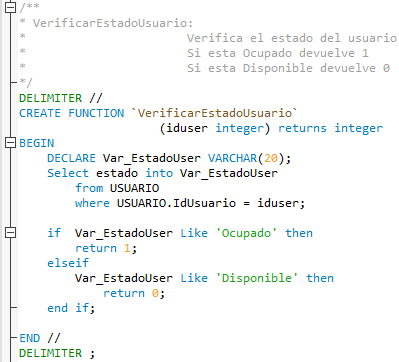 /**
* VerificarEstadoUsuario:
* Verifica el estado del usuario
* Si esta Ocupado devuelve 1
* Si esta Disponible devuelve 0
*/
DELIMITER //
CREATE FUNCTION `VerificarEstadoUsuario`
(iduser integer) returns integer
BEGIN
DECLARE Var_EstadoUser VARCHAR(20);
Select estado into Var_EstadoUser
from USUARIO
where USUARIO.IdUsuario = iduser;
if Var_EstadoUser Like 'Ocupado' then
return 1;
elseif
Var_EstadoUser Like 'Disponible' then
return 0;
end if;
END //
DELIMITER ;